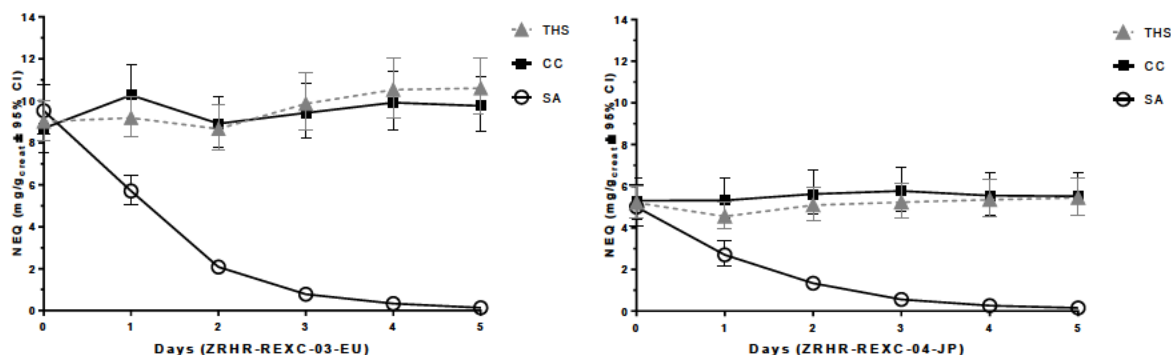 14
12
10
8
6
4
2
0
NEQ (mg/gcreat ± 95% CI)
0 1 2 3 4 5
Days (ZRHR-REXC-03-EU)
THS
CC
SA
14
12
10
8
6
4
2
0
NEQ (mg/gcreat ± 95% CI)
0 1 2 3 4 5
Days (ZRHR-REXC-04-JP)
THS
CC
SA